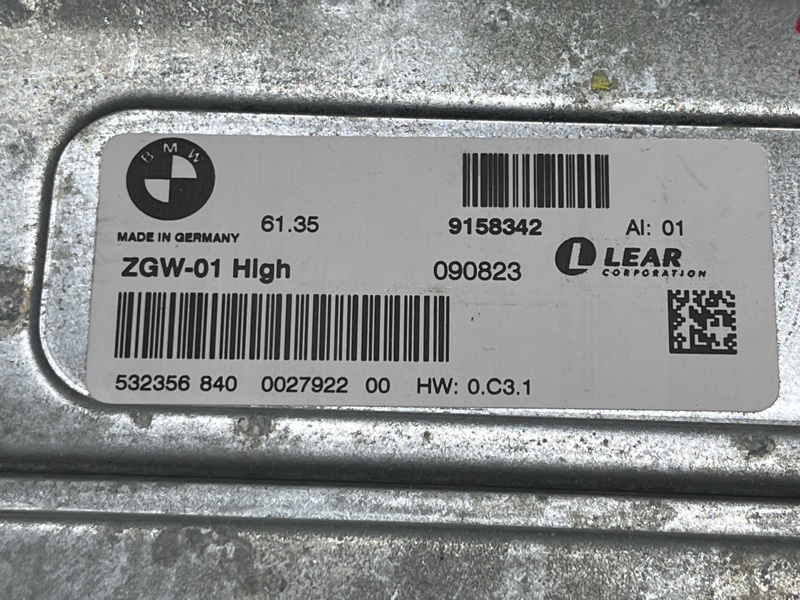 BMW
61.35
9158342
AI: 01
MADE IN GERMANY
ZGW-01 High
090823
L LEAR
CORPORATION
532356 840 0027922 00 HW: 0.C3.1